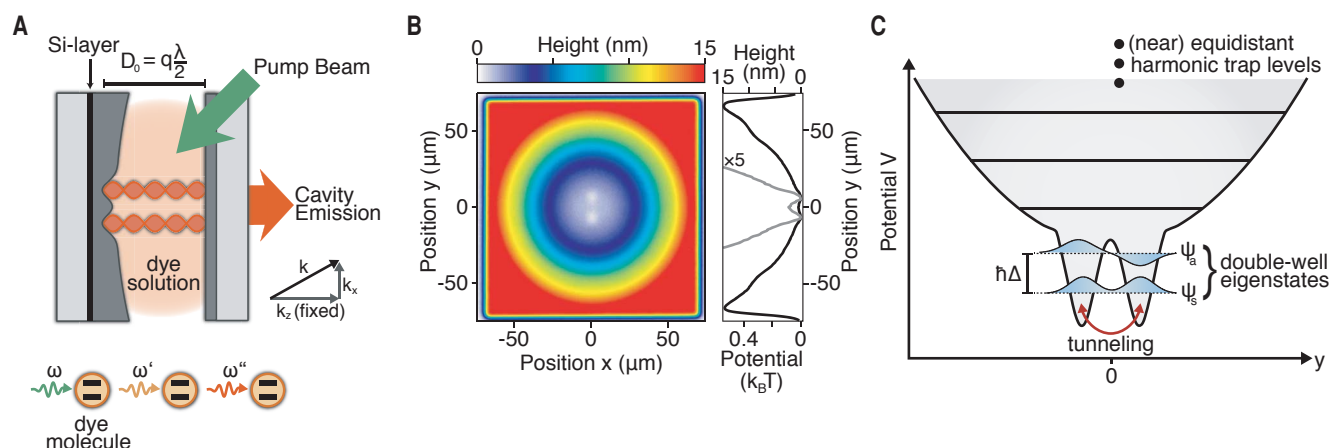 A
Si-layer
D₀ = q λ/2
Pump Beam
Cavity
Emission
dye
solution
k
kₓ
k_z (fixed)
ω
ω‘
ω“
dye
molecule
B
Height (nm)
0
15
Height
(nm)
15
0
50
0
-50
Position y (µm)
-50
0
50
Position x (µm)
×5
50
0
-50
Position y (µm)
0.4
0
Potential
(k_BT)
C
(near) equidistant
harmonic trap levels
Potential V
ħΔ
Ψₐ
Ψₛ
double-well
eigenstates
tunneling
0
y